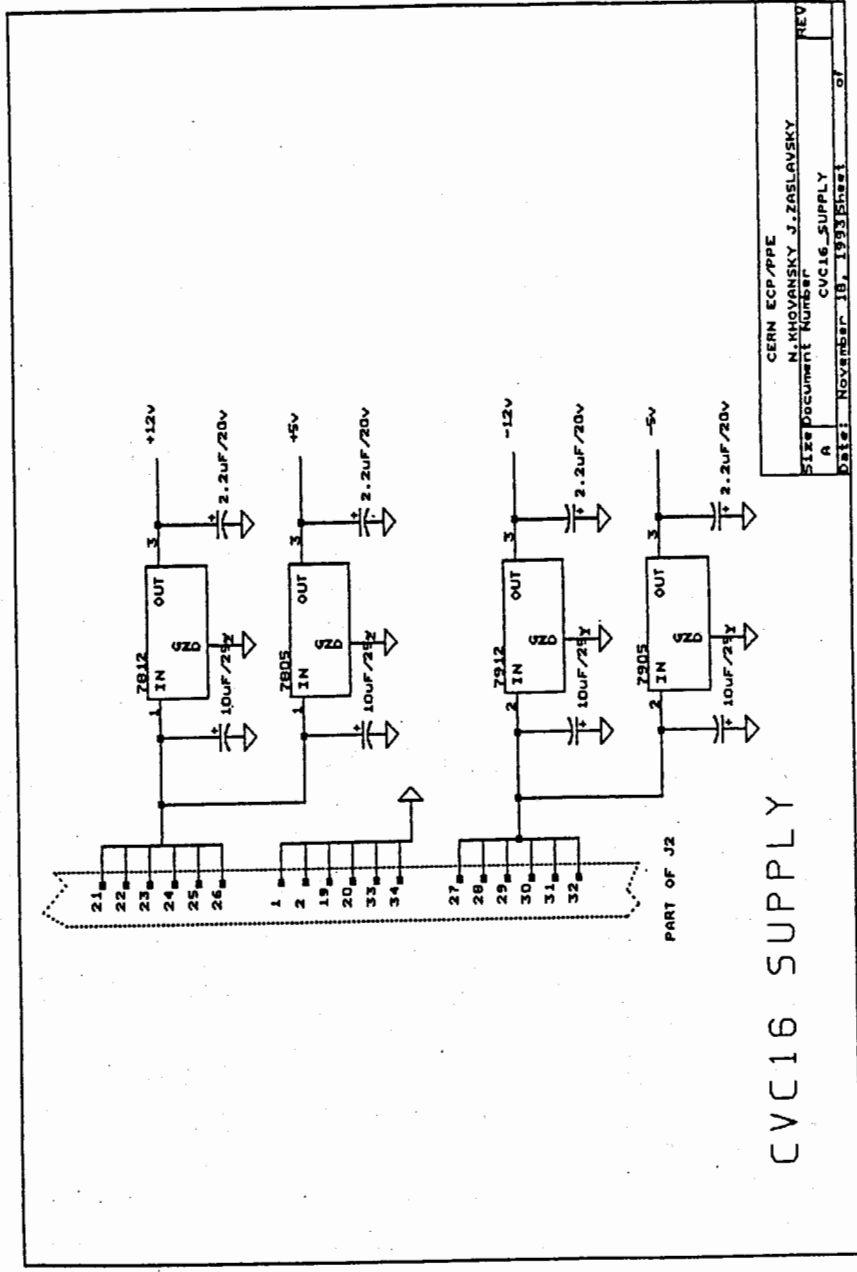 21
22
23
24
25
26
1
2
19
20
33
34
27
28
29
30
31
32
PART OF J2
7812
1
IN
OUT
3
GND
10uF/25V
2.2uF/20v
+12v
7805
1
IN
OUT
3
GND
10uF/25V
2.2uF/20v
+5v
7912
2
IN
OUT
3
GND
10uF/25V
2.2uF/20v
-12v
7905
2
IN
OUT
3
GND
10uF/25V
2.2uF/20v
-5v
CVC16 SUPPLY
CERN ECP/PPE
N.KHOVANSKY J.ZASLAVSKY
Size Document Number REV
A CVC16_SUPPLY
Date: November 18, 1993 Sheet of